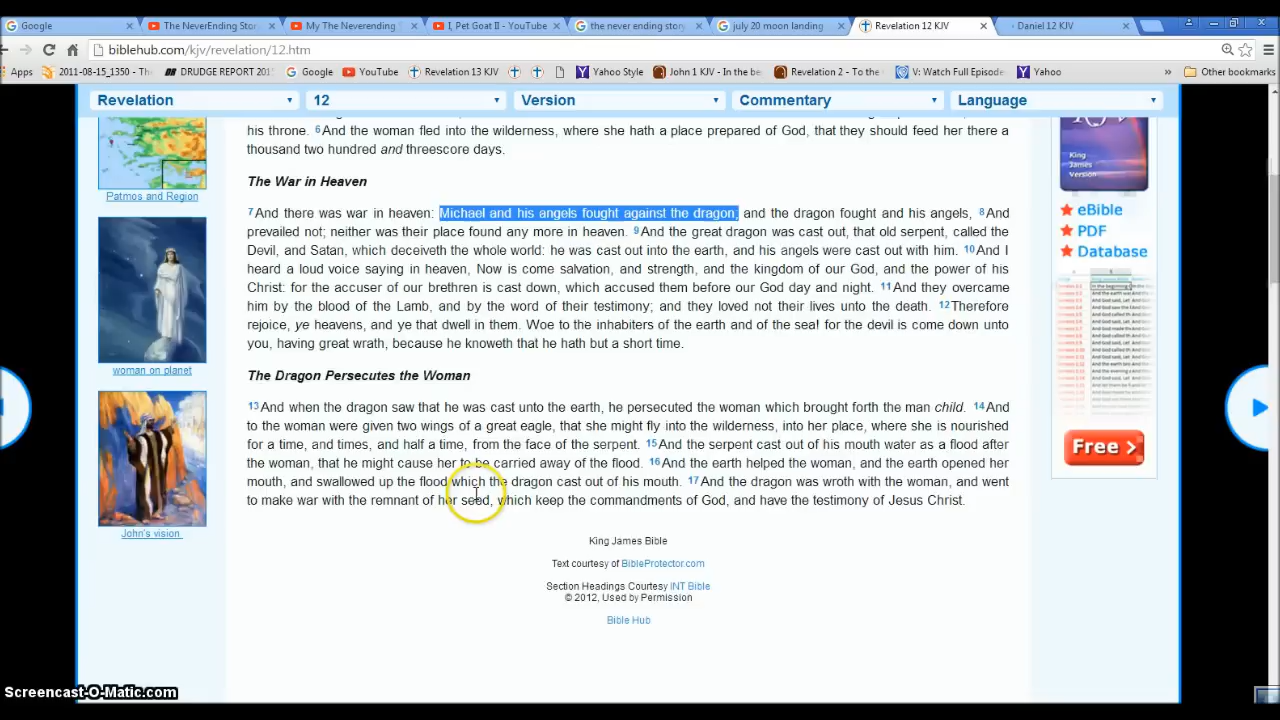 Google
The NeverEnding Stor
My The Neverending S
I, Pet Goat II - YouTube
the never ending story
july 20 moon landing
Revelation 12 KJV
Daniel 12 KJV
biblehub.com/kjv/revelation/12.htm
Apps
2011-08-15_1350 - The
DRUDGE REPORT 201
Google
YouTube
Revelation 13 KJV
Yahoo Style
John 1 KJV - In the be
Revelation 2 - To the
V: Watch Full Episode
Yahoo
Other bookmarks
Revelation
12
Version
Commentary
Language
his throne. 6And the woman fled into the wilderness, where she hath a place prepared of God, that they should feed her there a
thousand two hundred and threescore days.
The War in Heaven
7And there was war in heaven: Michael and his angels fought against the dragon; and the dragon fought and his angels, 8And
prevailed not; neither was their place found any more in heaven. 9And the great dragon was cast out, that old serpent, called the
Devil, and Satan, which deceiveth the whole world: he was cast out into the earth, and his angels were cast out with him. 10And I
heard a loud voice saying in heaven, Now is come salvation, and strength, and the kingdom of our God, and the power of his
Christ: for the accuser of our brethren is cast down, which accused them before our God day and night. 11And they overcame
him by the blood of the Lamb, and by the word of their testimony; and they loved not their lives unto the death. 12Therefore
rejoice, ye heavens, and ye that dwell in them. Woe to the inhabiters of the earth and of the sea! for the devil is come down unto
you, having great wrath, because he knoweth that he hath but a short time.
The Dragon Persecutes the Woman
13And when the dragon saw that he was cast unto the earth, he persecuted the woman which brought forth the man child. 14And
to the woman were given two wings of a great eagle, that she might fly into the wilderness, into her place, where she is nourished
for a time, and times, and half a time, from the face of the serpent. 15And the serpent cast out of his mouth water as a flood after
the woman, that he might cause her to be carried away of the flood. 16And the earth helped the woman, and the earth opened her
mouth, and swallowed up the flood which the dragon cast out of his mouth. 17And the dragon was wroth with the woman, and went
to make war with the remnant of her seed, which keep the commandments of God, and have the testimony of Jesus Christ.
King James Bible
Text courtesy of BibleProtector.com
Section Headings Courtesy INT Bible
© 2012, Used by Permission
Bible Hub
Patmos and Region
woman on planet
John's vision
King
James
Version
eBible
PDF
Database
Free >
Screencast-O-Matic.com